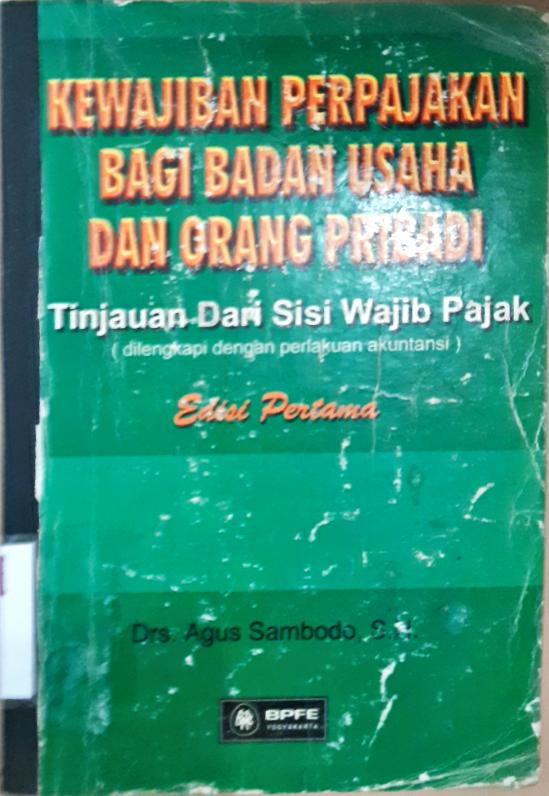 KEWAJIBAN PERPAJAKAN
BAGI BADAN USAHA
DAN ORANG PRIBADI
Tinjauan Dari Sisi Wajib Pajak
( dilengkapi dengan perlakuan akuntansi )
Edisi Pertama
Drs. Agus Sambodo, S.H.
BPFE
YOGYAKARTA